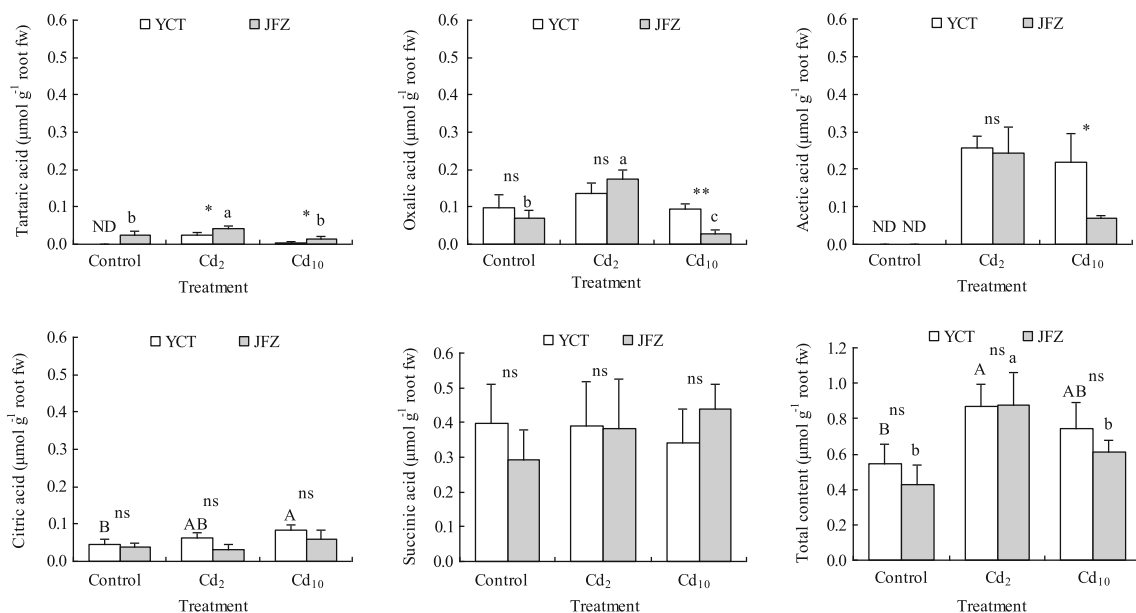 YCT JFZ
Tartaric acid (μmol g-1 root fw)
0.6
0.5
0.4
0.3
0.2
0.1
0.0
ND b * a * b
Control Cd2 Cd10
Treatment
YCT JFZ
Oxalic acid (μmol g-1 root fw)
0.6
0.5
0.4
0.3
0.2
0.1
0.0
ns b ns a ** c
Control Cd2 Cd10
Treatment
YCT JFZ
Acetic acid (μmol g-1 root fw)
0.6
0.5
0.4
0.3
0.2
0.1
0.0
ND ND ns *
Control Cd2 Cd10
Treatment
YCT JFZ
Citric acid (μmol g-1 root fw)
0.6
0.5
0.4
0.3
0.2
0.1
0.0
B ns AB ns A ns
Control Cd2 Cd10
Treatment
YCT JFZ
Succinic acid (μmol g-1 root fw)
0.6
0.5
0.4
0.3
0.2
0.1
0.0
ns ns ns
Control Cd2 Cd10
Treatment
YCT JFZ
Total content (μmol g-1 root fw)
1.2
1.0
0.8
0.6
0.4
0.2
0.0
B ns b A ns a AB ns b
Control Cd2 Cd10
Treatment